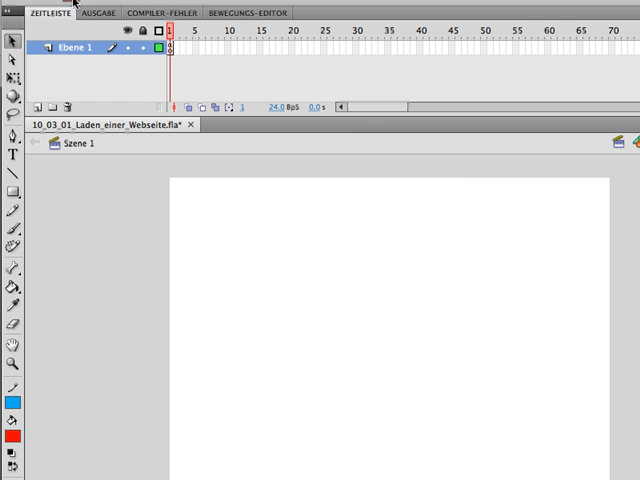 ZEITLEISTE AUSGABE COMPILER-FEHLER BEWEGUNGS-EDITOR
1 5 10 15 20 25 30 35 40 45 50 55 60 65 70
Ebene 1
1 24.0 BpS 0.0 s
10_03_01_Laden_einer_Webseite.fla*
Szene 1